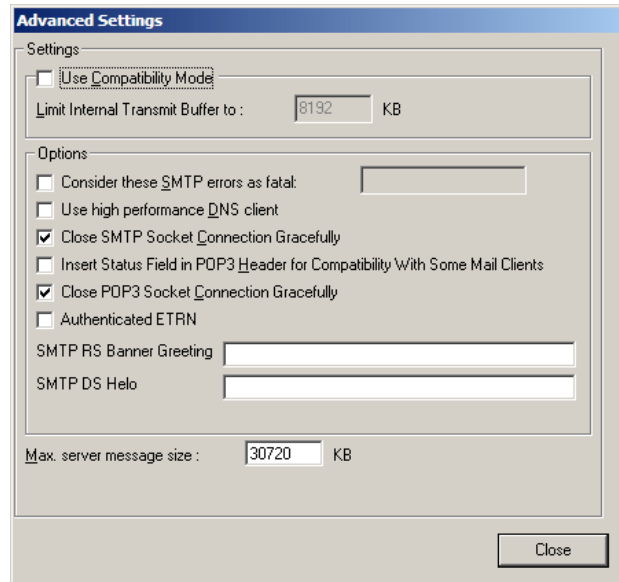 Advanced Settings
Settings
Use Compatibility Mode
Limit Internal Transmit Buffer to : 8192 KB
Options
Consider these SMTP errors as fatal:
Use high performance DNS client
Close SMTP Socket Connection Gracefully
Insert Status Field in POP3 Header for Compatibility With Some Mail Clients
Close POP3 Socket Connection Gracefully
Authenticated ETRN
SMTP RS Banner Greeting
SMTP DS Helo
Max. server message size : 30720 KB
Close